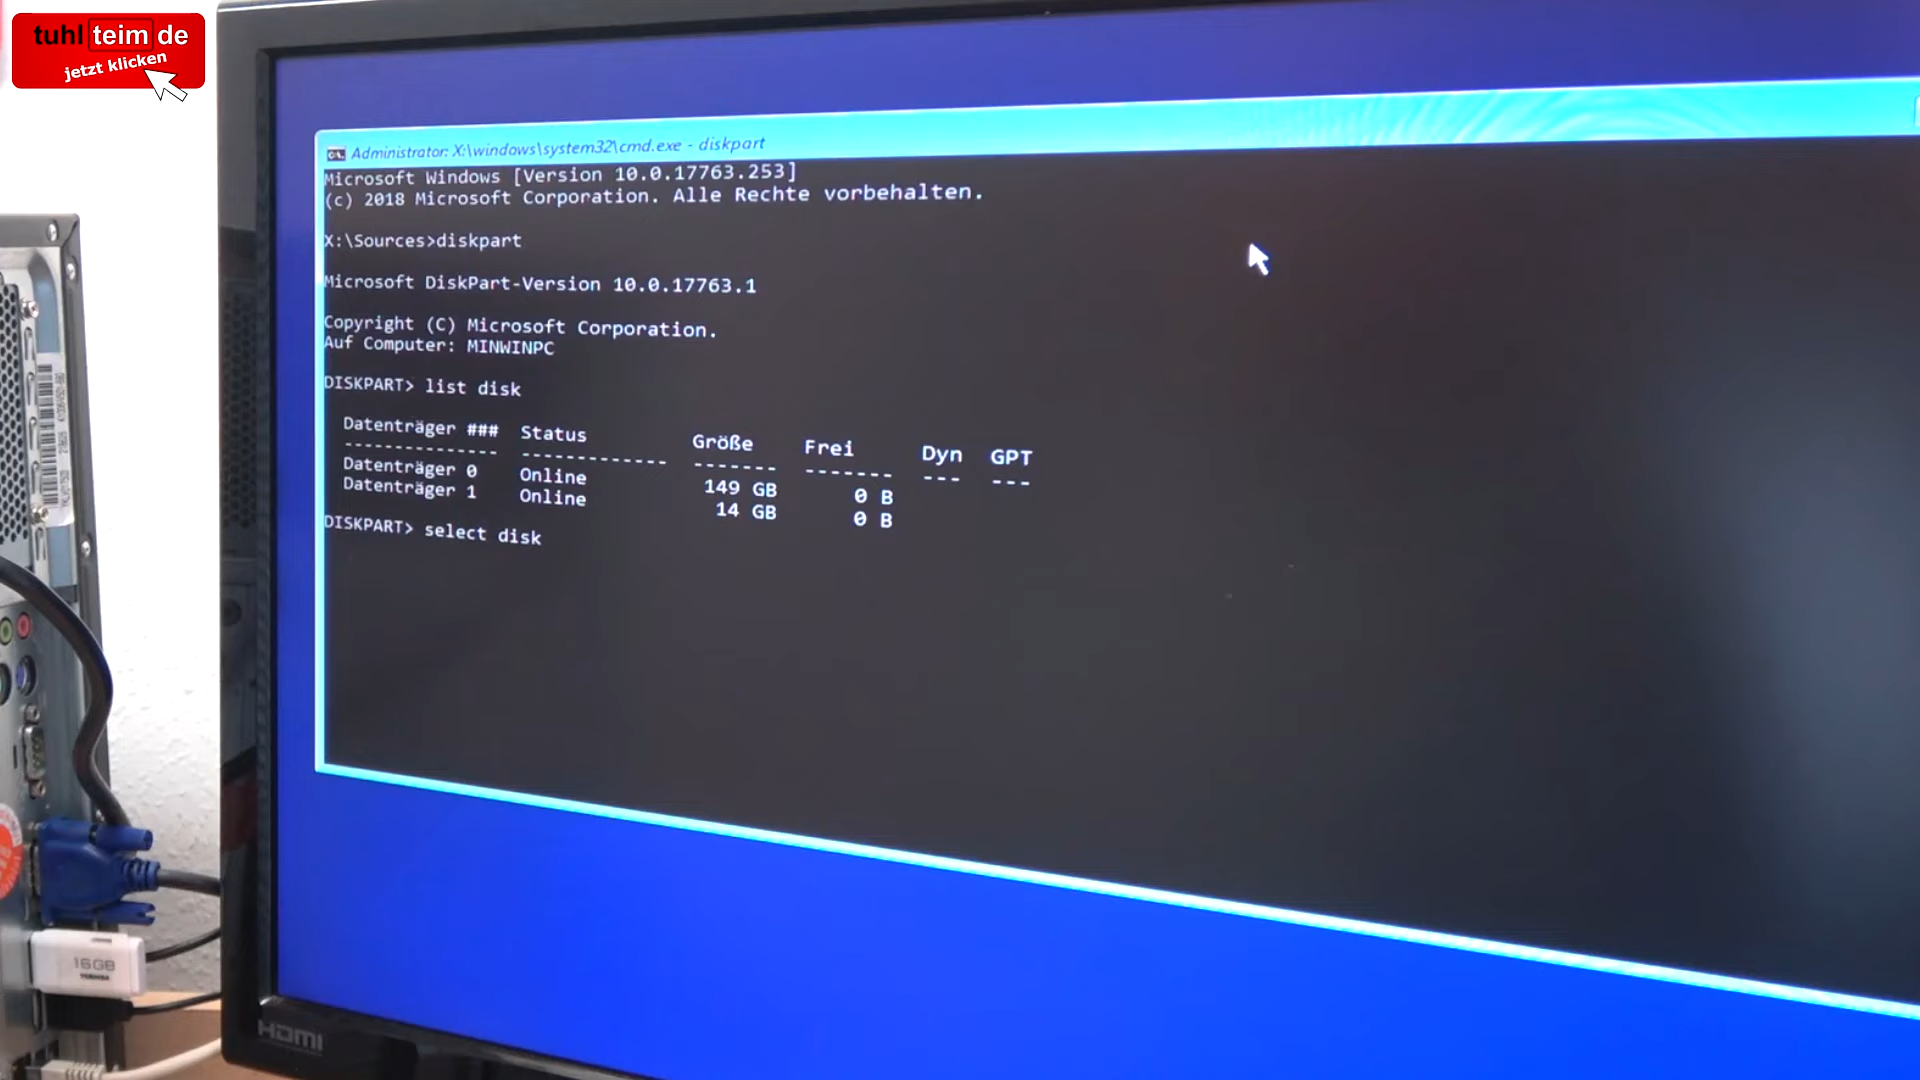 tuhl teim de
jetzt klicken
Administrator: X:\windows\system32\cmd.exe - diskpart
Microsoft Windows [Version 10.0.17763.253]
(c) 2018 Microsoft Corporation. Alle Rechte vorbehalten.
X:\Sources>diskpart
Microsoft DiskPart-Version 10.0.17763.1
Copyright (C) Microsoft Corporation.
Auf Computer: MINWINPC
DISKPART> list disk
Datenträger ### Status Größe Frei Dyn GPT
--------------- ------------- ------- ------- --- ---
Datenträger 0 Online 149 GB 0 B
Datenträger 1 Online 14 GB 0 B
DISKPART> select disk
16GB
TOSHIBA
HDMI